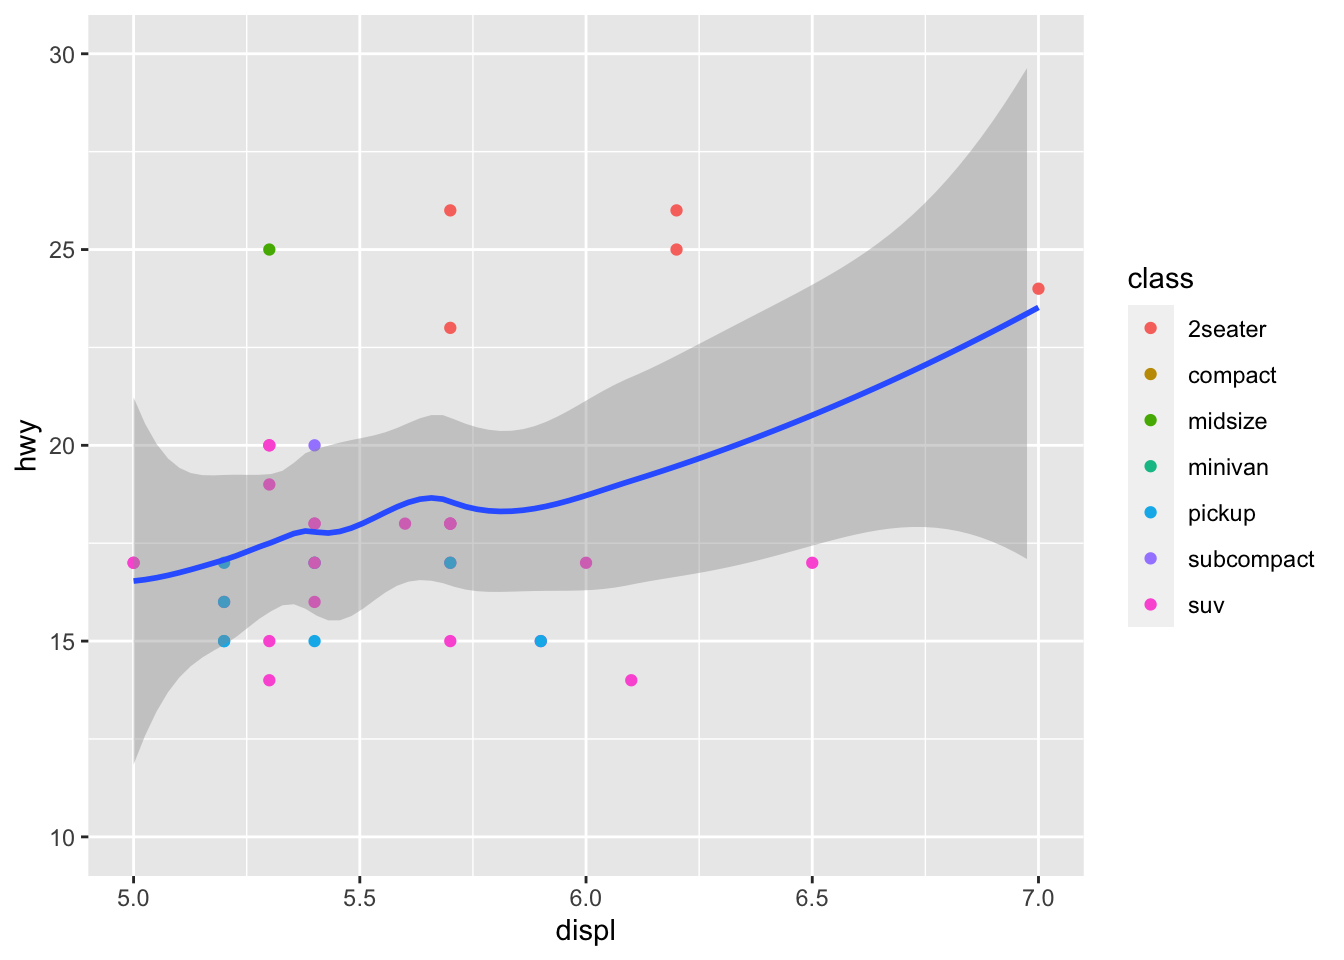 30
25
20
15
10
hwy
5.0 5.5 6.0 6.5 7.0
displ
class
2seater
compact
midsize
minivan
pickup
subcompact
suv